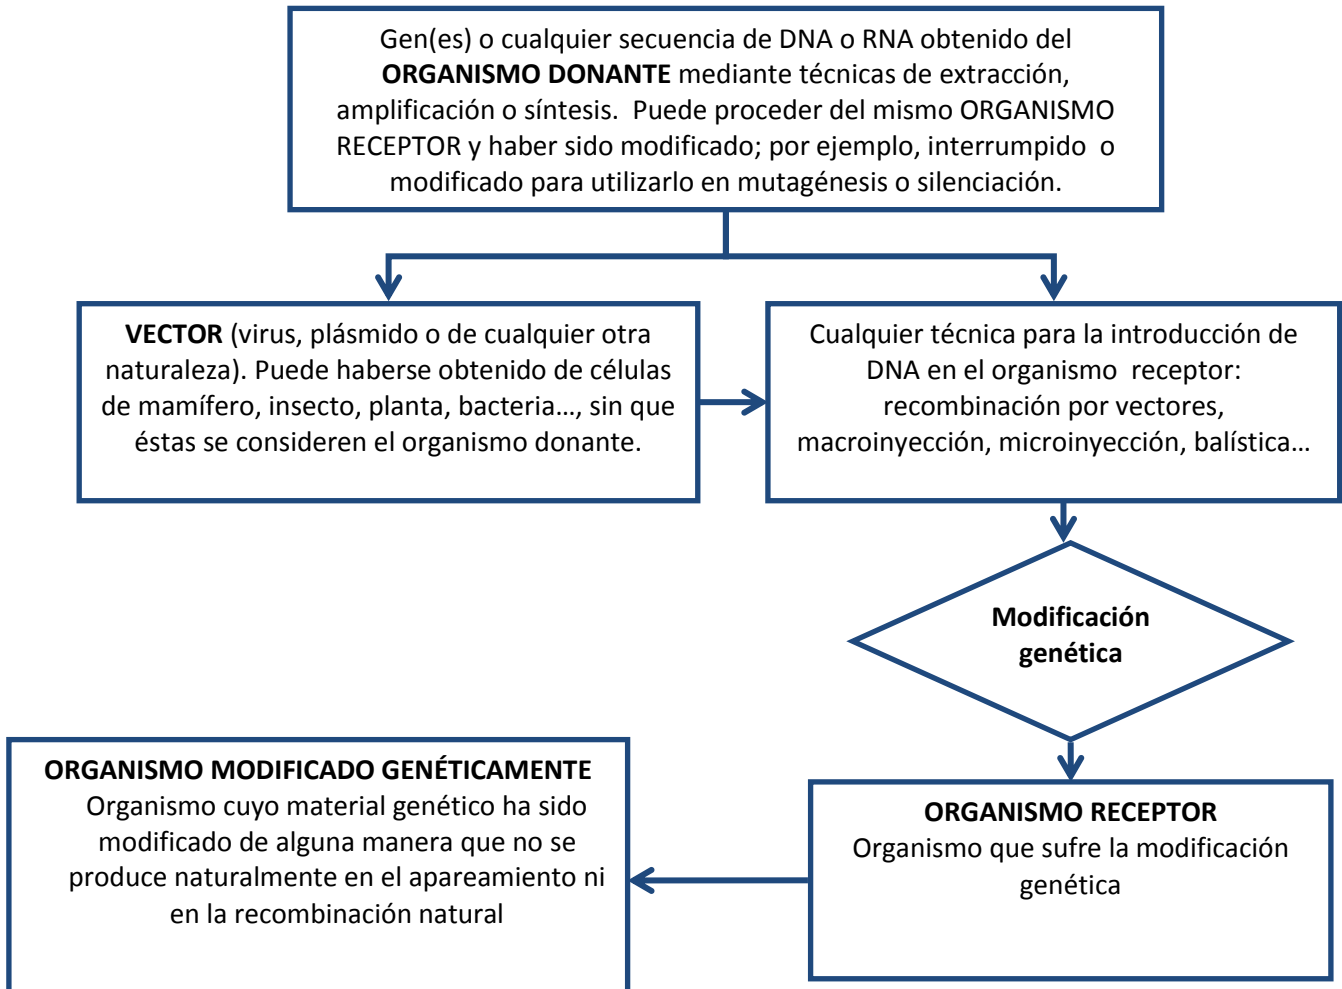 Gen(es) o cualquier secuencia de DNA o RNA obtenido del
ORGANISMO DONANTE mediante técnicas de extracción,
amplificación o síntesis. Puede proceder del mismo ORGANISMO
RECEPTOR y haber sido modificado; por ejemplo, interrumpido o
modificado para utilizarlo en mutagénesis o silenciación.
VECTOR (virus, plásmido o de cualquier otra
naturaleza). Puede haberse obtenido de células
de mamífero, insecto, planta, bacteria…, sin que
éstas se consideren el organismo donante.
Cualquier técnica para la introducción de
DNA en el organismo receptor:
recombinación por vectores,
macroinyección, microinyección, balística…
Modificación
genética
ORGANISMO RECEPTOR
Organismo que sufre la modificación
genética
ORGANISMO MODIFICADO GENÉTICAMENTE
Organismo cuyo material genético ha sido
modificado de alguna manera que no se
produce naturalmente en el apareamiento ni
en la recombinación natural